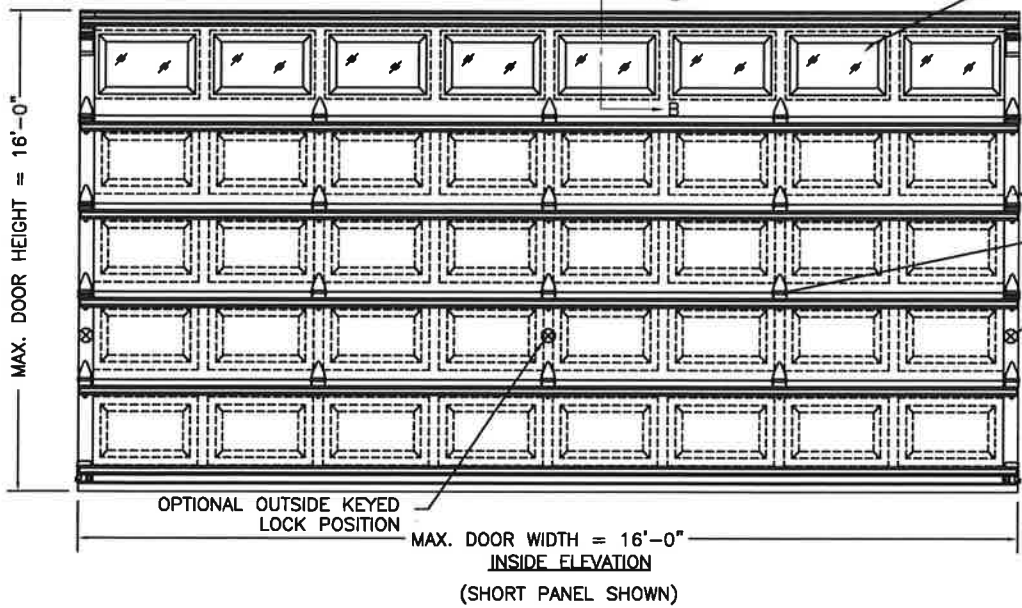 MAX. DOOR HEIGHT = 16'-0"
B
OPTIONAL OUTSIDE KEYED
LOCK POSITION
MAX. DOOR WIDTH = 16'-0"
INSIDE ELEVATION
(SHORT PANEL SHOWN)